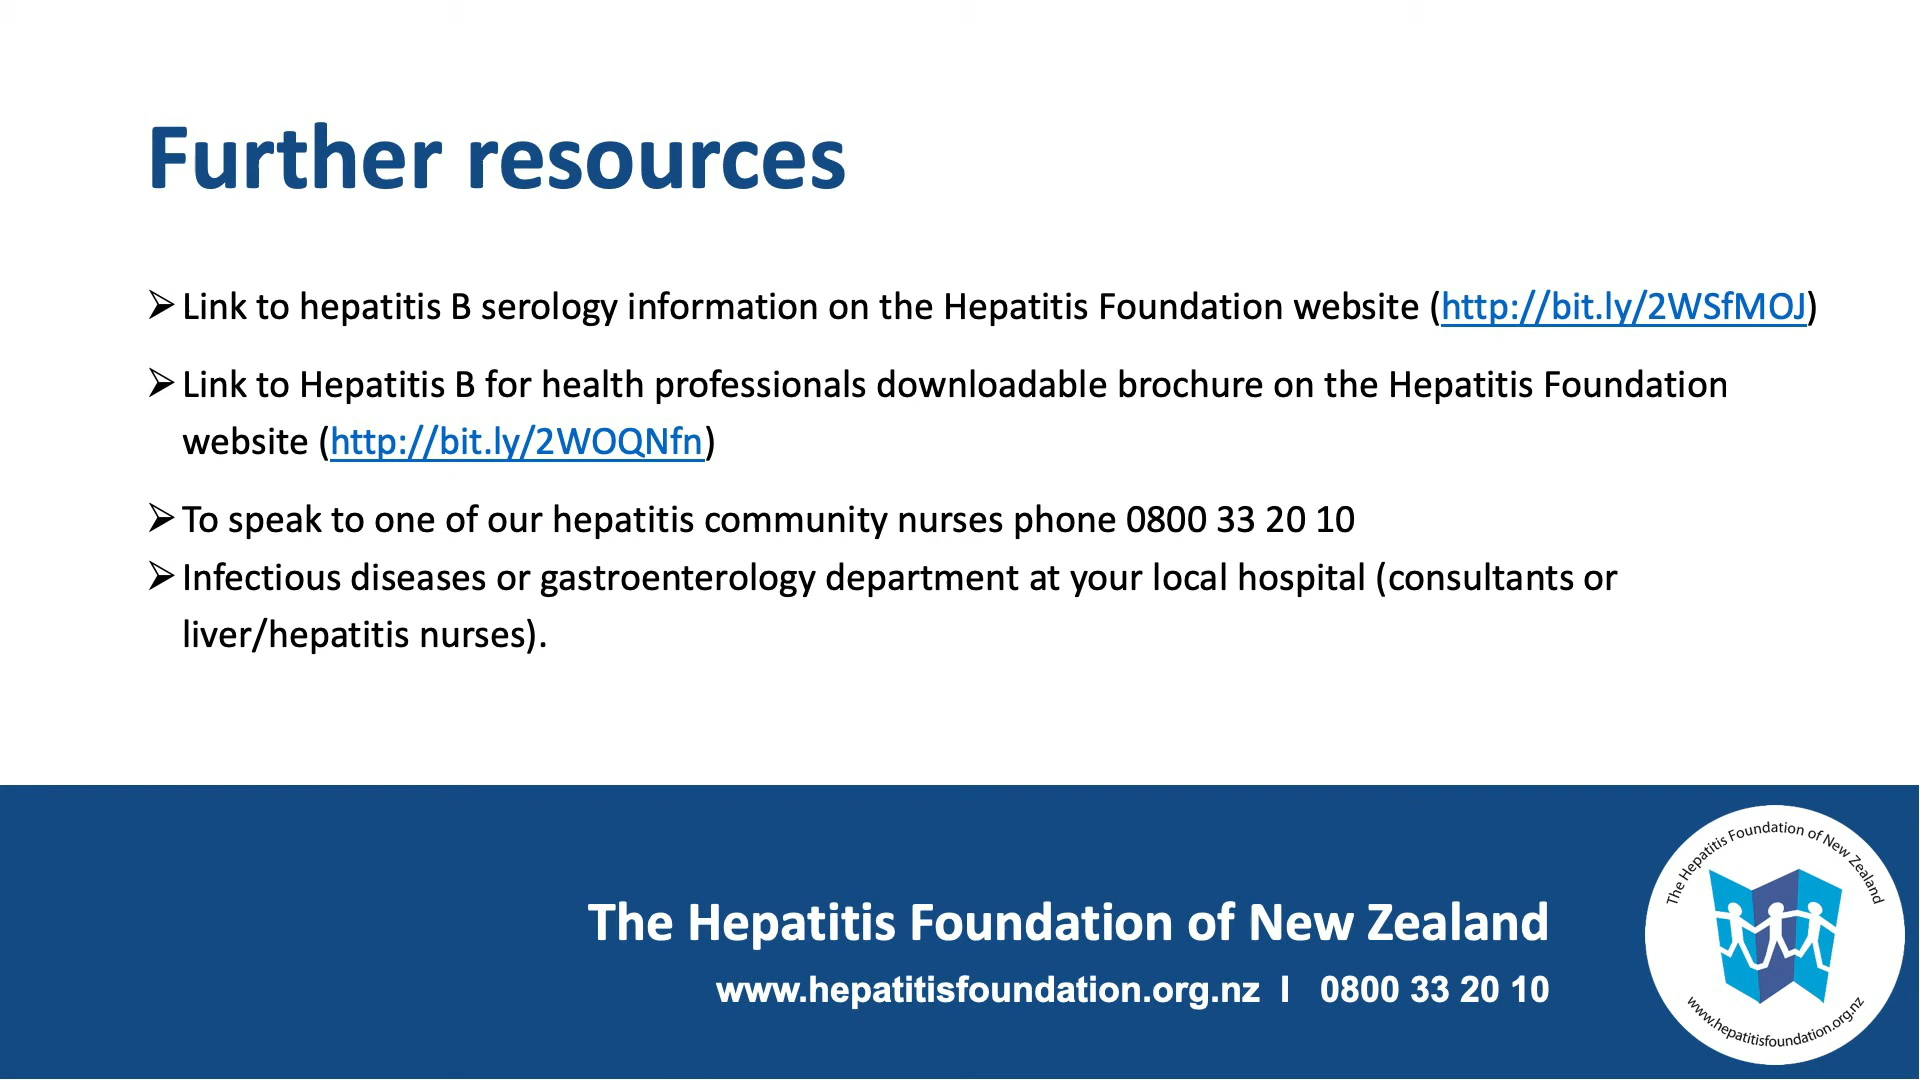 Further resources
➢ Link to hepatitis B serology information on the Hepatitis Foundation website (http://bit.ly/2WSfMOJ)
➢ Link to Hepatitis B for health professionals downloadable brochure on the Hepatitis Foundation
website (http://bit.ly/2WOQNfn)
➢ To speak to one of our hepatitis community nurses phone 0800 33 20 10
➢ Infectious diseases or gastroenterology department at your local hospital (consultants or
liver/hepatitis nurses).
The Hepatitis Foundation of New Zealand
www.hepatitisfoundation.org.nz I 0800 33 20 10
The Hepatitis Foundation of New Zealand
www.hepatitisfoundation.org.nz